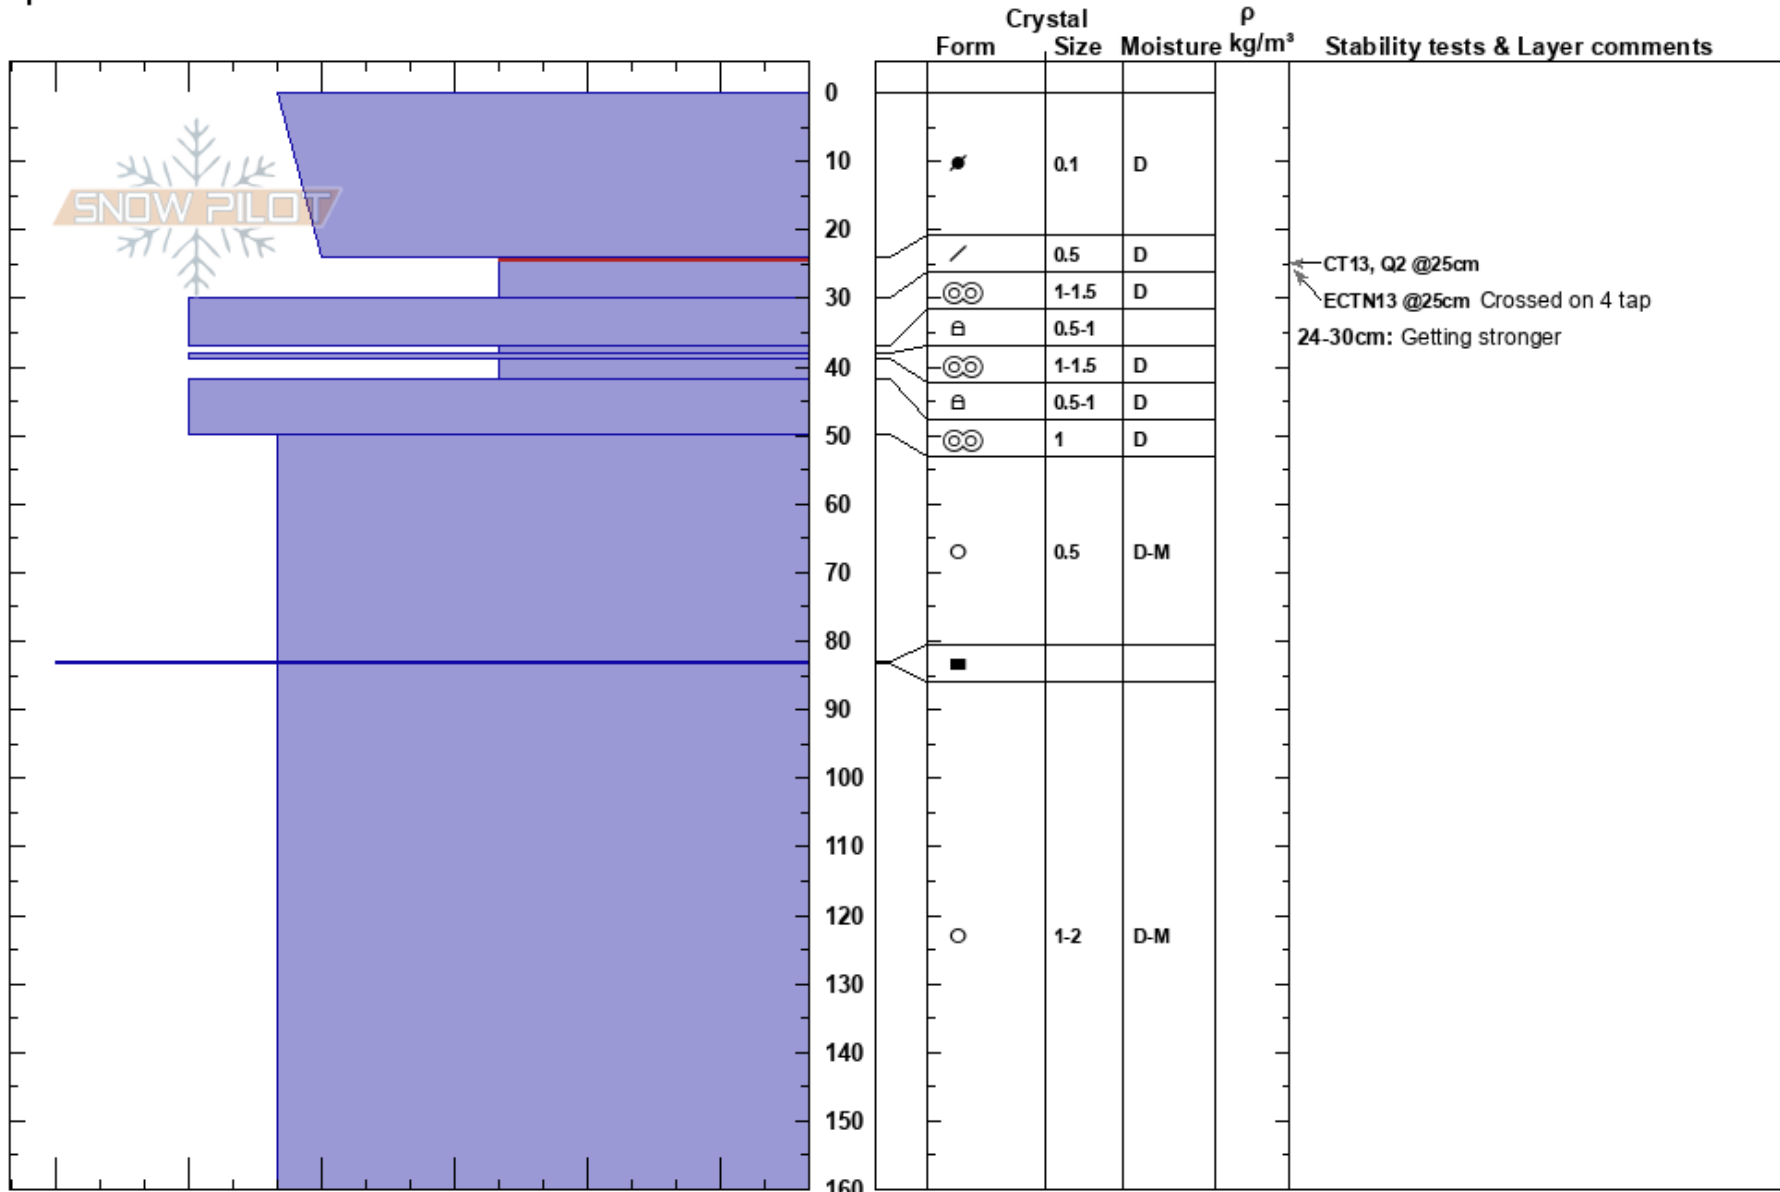 Crystal ρ
Form Size Moisture kg/m³ Stability tests & Layer comments
0
10 0.1 D
SNOW PILOT
20
0.5 D CT13, Q2 @25cm
30 1-1.5 D ECTN13 @25cm Crossed on 4 tap
0.5-1 24-30cm: Getting stronger
40 1-1.5 D
0.5-1 D
50 1 D
60
0.5 D-M
70
80
90
100
110
120
1-2 D-M
130
140
150
160